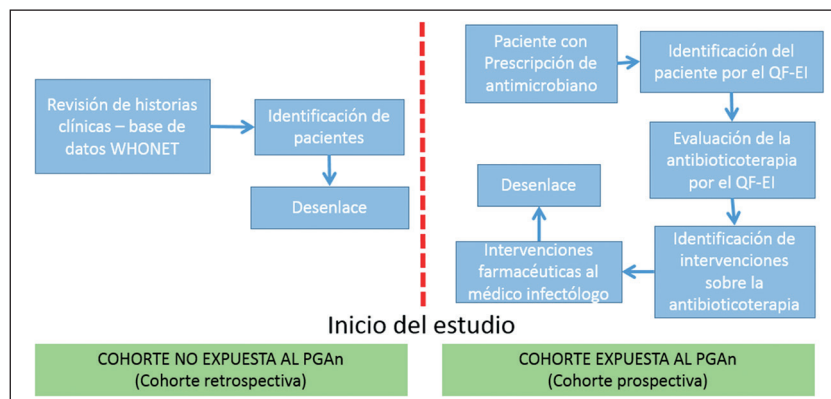 Revisión de historias
clínicas – base de
datos WHONET
Identificación de
pacientes
Desenlace
Paciente con
Prescripción de
antimicrobiano
Identificación del
paciente por el QF-EI
Evaluación de la
antibioticoterapia
por el QF-EI
Identificación de
intervenciones
sobre la
antibioticoterapia
Intervenciones
farmacéuticas al
médico infectólogo
Desenlace
Inicio del estudio
COHORTE NO EXPUESTA AL PGAn
(Cohorte retrospectiva)
COHORTE EXPUESTA AL PGAn
(Cohorte prospectiva)